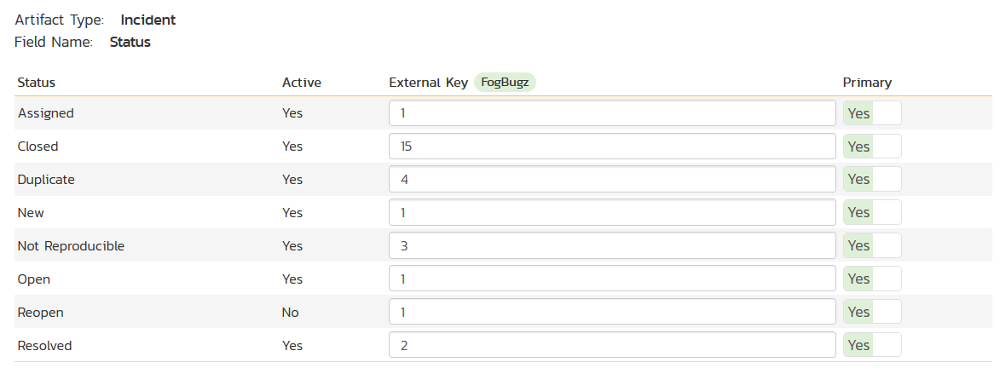 Artifact Type: Incident
Field Name: Status
Status Active External Key FogBugz Primary
Assigned Yes 1 Yes
Closed Yes 15 Yes
Duplicate Yes 4 Yes
New Yes 1 Yes
Not Reproducible Yes 3 Yes
Open Yes 1 Yes
Reopen No 1 Yes
Resolved Yes 2 Yes